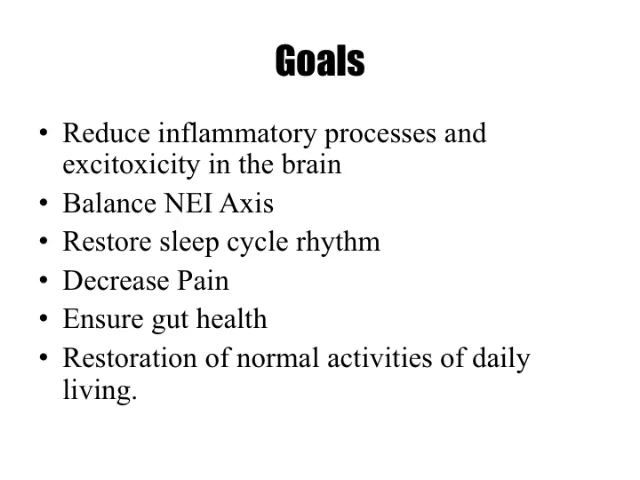 Goals
• Reduce inflammatory processes and
excitoxicity in the brain
• Balance NEI Axis
• Restore sleep cycle rhythm
• Decrease Pain
• Ensure gut health
• Restoration of normal activities of daily
living.